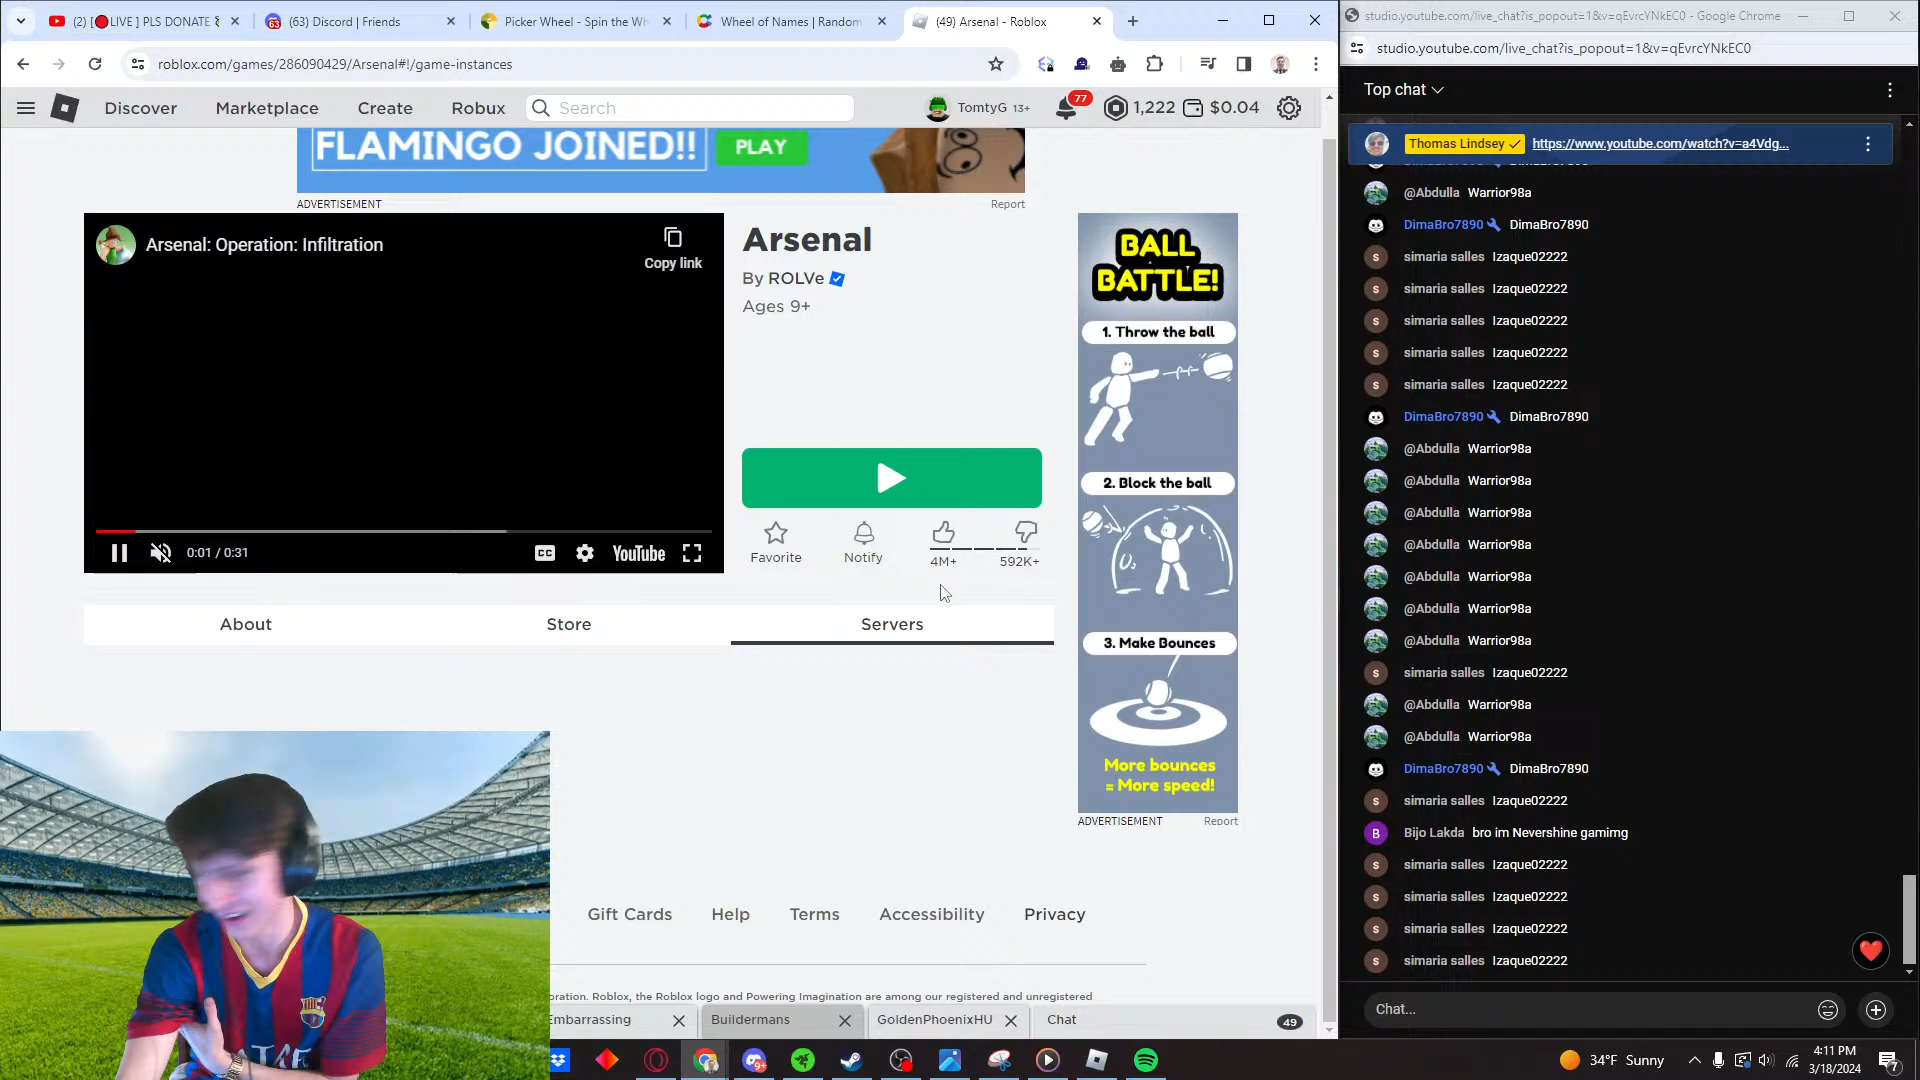 (2) [🔴LIVE ] PLS DONATE
(63) Discord | Friends
Picker Wheel - Spin the Wh
Wheel of Names | Random
(49) Arsenal - Roblox
studio.youtube.com/live_chat?is_popout=1&v=qEvrcYNkEC0 - Google Chrome
roblox.com/games/286090429/Arsenal#!/game-instances
studio.youtube.com/live_chat?is_popout=1&v=qEvrcYNkEC0
Discover
Marketplace
Create
Robux
Search
TomtyG 13+
77
1,222
$0.04
FLAMINGO JOINED!!
PLAY
ADVERTISEMENT
Report
Arsenal: Operation: Infiltration
Copy link
0:01 / 0:31
CC
YouTube
Arsenal
By ROLVe
Ages 9+
Favorite
Notify
4M+
592K+
About
Store
Servers
BALL
BATTLE!
1. Throw the ball
2. Block the ball
3. Make Bounces
More bounces
= More speed!
ADVERTISEMENT
Report
Gift Cards
Help
Terms
Accessibility
Privacy
oration. Roblox, the Roblox logo and Powering Imagination are among our registered and unregistered
Embarrassing
Buildermans
GoldenPhoenixHU
Chat
49
Top chat
Thomas Lindsey https://www.youtube.com/watch?v=a4Vdg...
@Abdulla Warrior98a
DimaBro7890 DimaBro7890
simaria salles Izaque02222
simaria salles Izaque02222
simaria salles Izaque02222
simaria salles Izaque02222
simaria salles Izaque02222
DimaBro7890 DimaBro7890
@Abdulla Warrior98a
@Abdulla Warrior98a
@Abdulla Warrior98a
@Abdulla Warrior98a
@Abdulla Warrior98a
@Abdulla Warrior98a
@Abdulla Warrior98a
simaria salles Izaque02222
@Abdulla Warrior98a
@Abdulla Warrior98a
DimaBro7890 DimaBro7890
simaria salles Izaque02222
B Bijo Lakda bro im Nevershine gamimg
simaria salles Izaque02222
simaria salles Izaque02222
simaria salles Izaque02222
simaria salles Izaque02222
Chat...
34°F Sunny
4:11 PM
3/18/2024